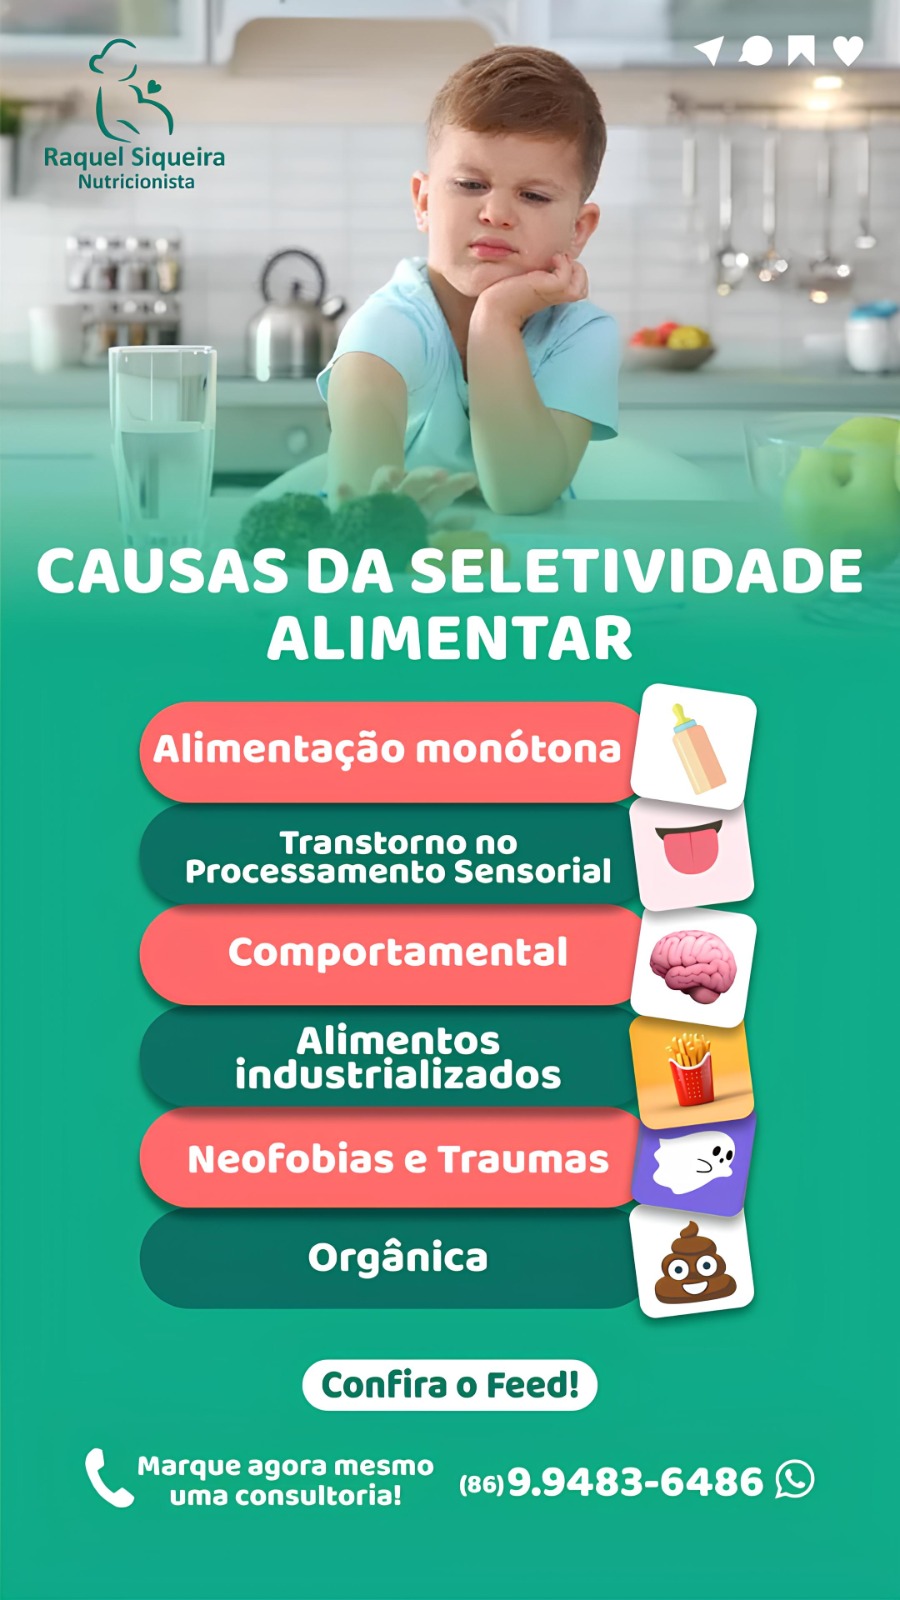 Raquel Siqueira
Nutricionista
CAUSAS DA SELETIVIDADE
ALIMENTAR
Alimentação monótona
Transtorno no
Processamento Sensorial
Comportamental
Alimentos
industrializados
Neofobias e Traumas
Orgânica
Confira o Feed!
Marque agora mesmo
uma consultoria!
(86)9.9483-6486